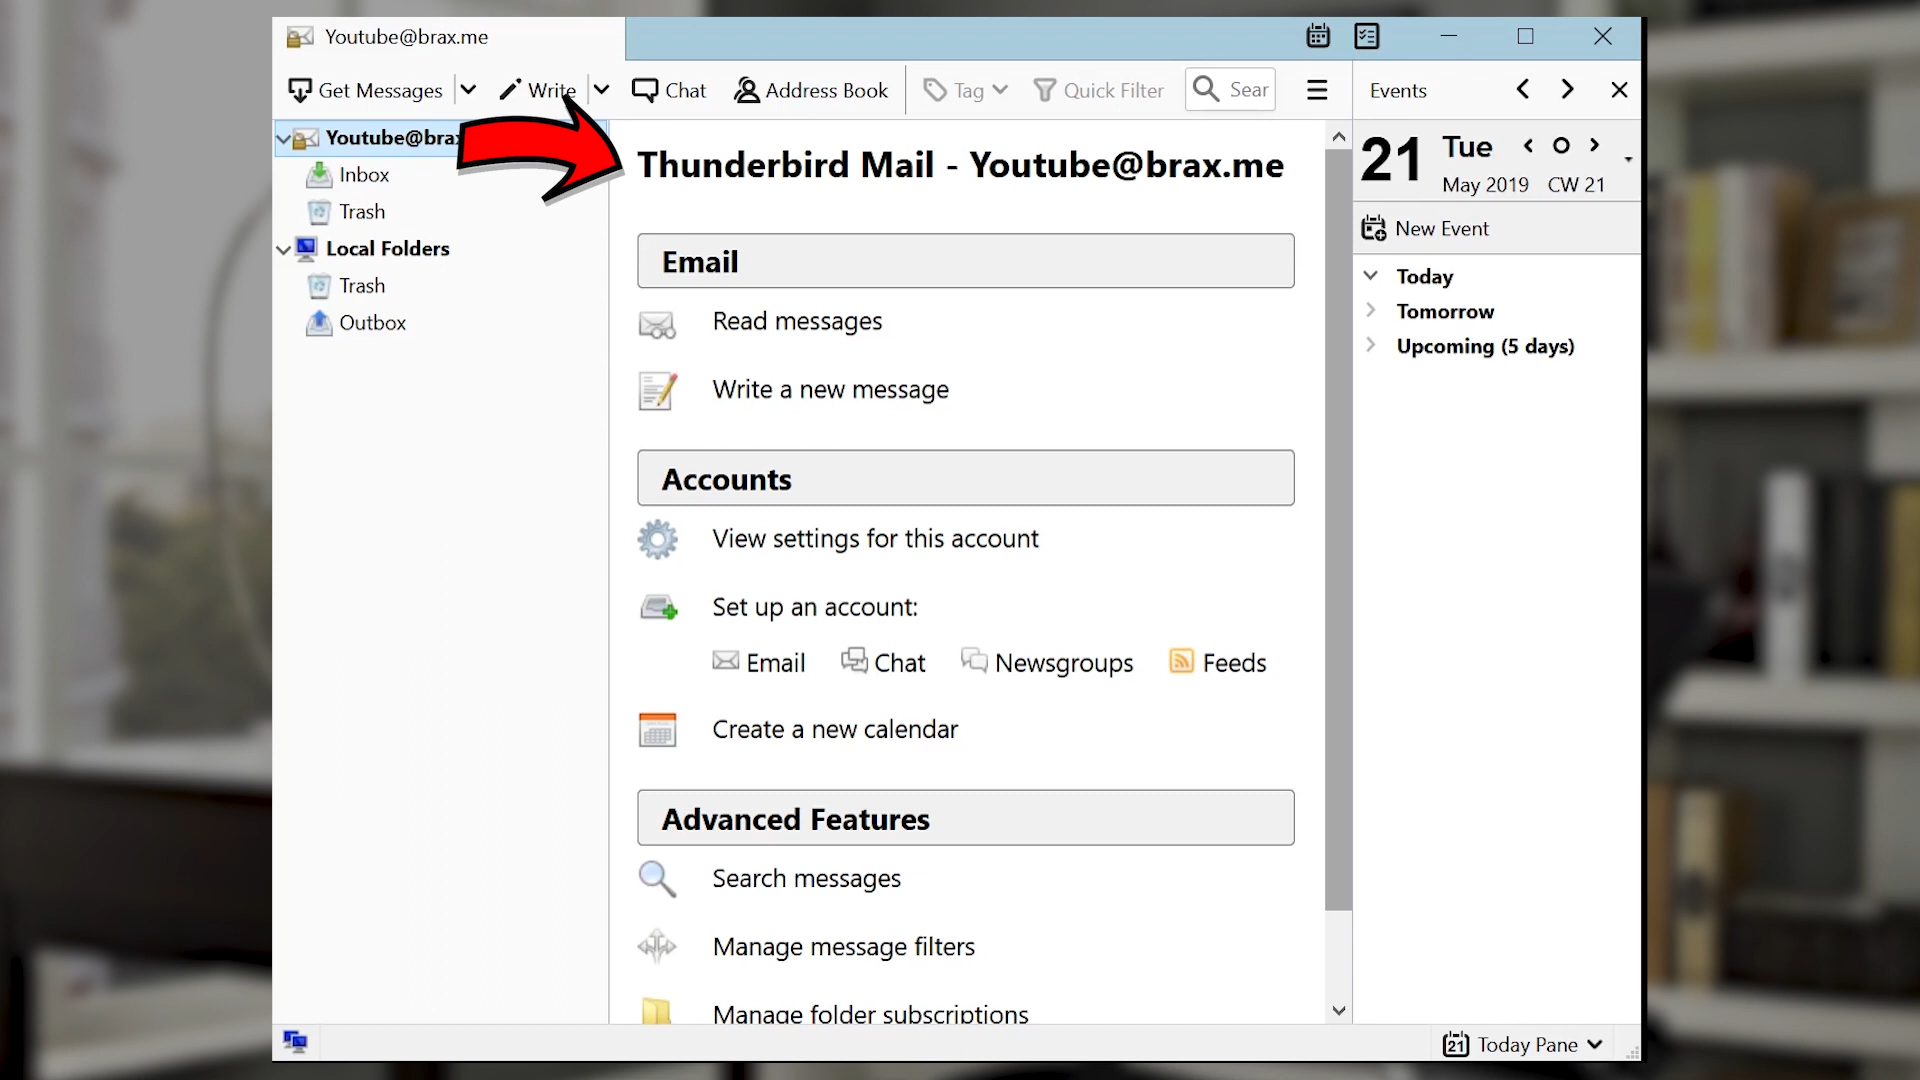 Youtube@brax.me
Get Messages Write Chat Address Book Tag Quick Filter Sear Events
Youtube@brax
Inbox
Trash
Local Folders
Trash
Outbox
Thunderbird Mail - Youtube@brax.me
Email
Read messages
Write a new message
Accounts
View settings for this account
Set up an account:
Email Chat Newsgroups Feeds
Create a new calendar
Advanced Features
Search messages
Manage message filters
Manage folder subscriptions
21 Tue
May 2019 CW 21
New Event
Today
Tomorrow
Upcoming (5 days)
21 Today Pane